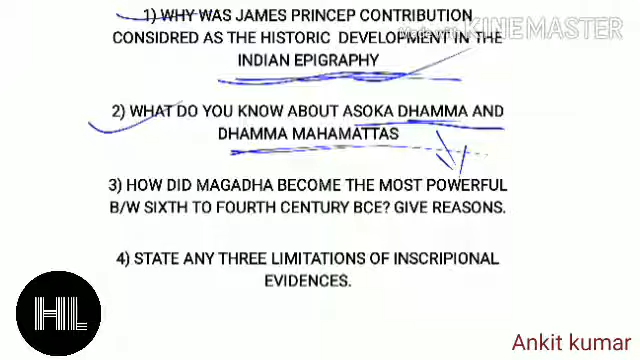 1) WHY WAS JAMES PRINCEP CONTRIBUTION
CONSIDRED AS THE HISTORIC DEVELOPMENT IN THE
INDIAN EPIGRAPHY
Made with KINEMASTER
2) WHAT DO YOU KNOW ABOUT ASOKA DHAMMA AND
DHAMMA MAHAMATTAS
3) HOW DID MAGADHA BECOME THE MOST POWERFUL
B/W SIXTH TO FOURTH CENTURY BCE? GIVE REASONS.
4) STATE ANY THREE LIMITATIONS OF INSCRIPIONAL
EVIDENCES.
HL
Ankit kumar